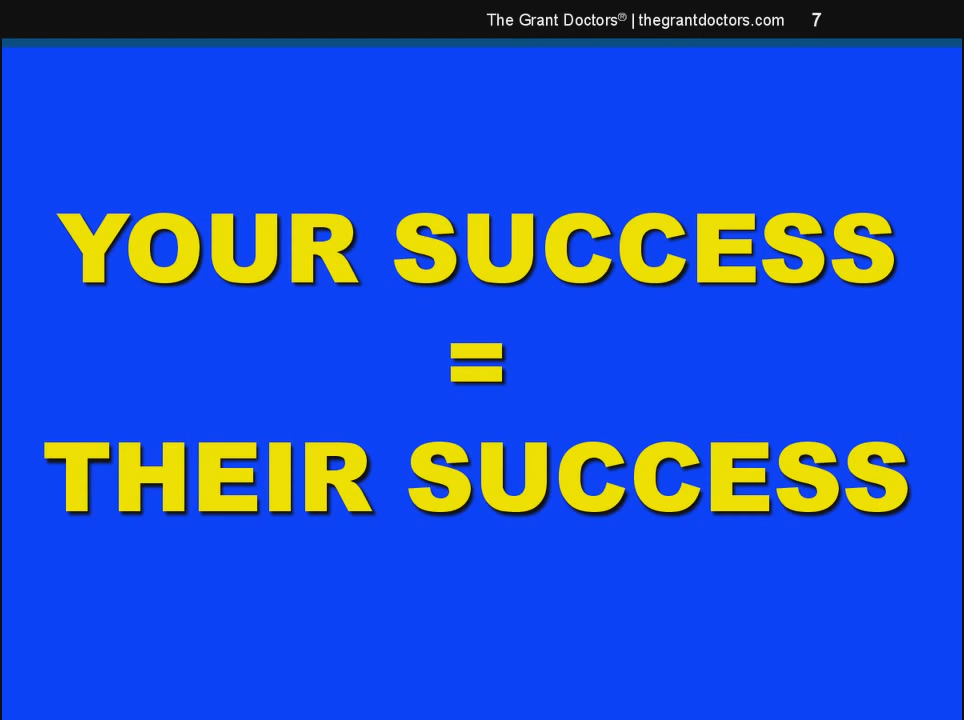 The Grant Doctors® | thegrantdoctors.com 7
YOUR SUCCESS
=
THEIR SUCCESS